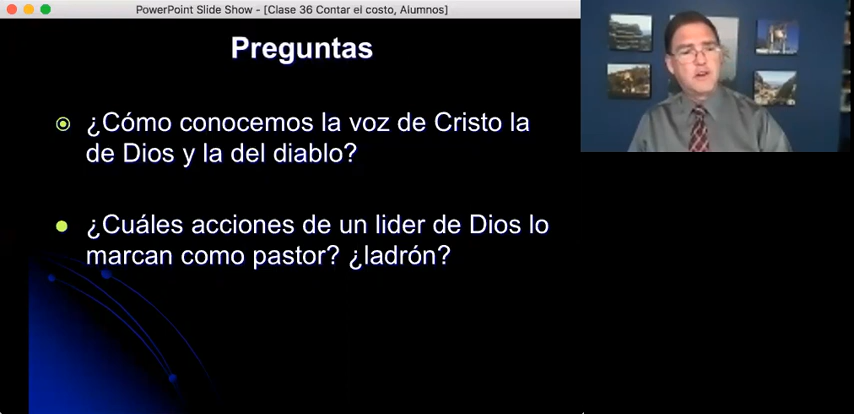 PowerPoint Slide Show - [Clase 36 Contar el costo, Alumnos]
Preguntas
¿Cómo conocemos la voz de Cristo la
de Dios y la del diablo?
¿Cuáles acciones de un lider de Dios lo
marcan como pastor? ¿ladrón?